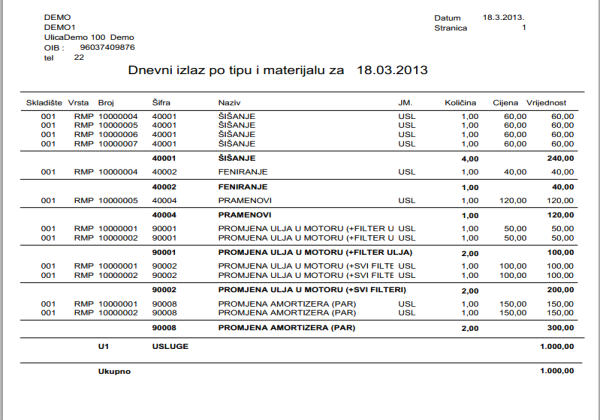 DEMO Datum 18.3.2013.
DEMO1 Stranica 1
UlicaDemo 100 Demo
OIB : 96037409876
tel 22
Dnevni izlaz po tipu i materijalu za 18.03.2013
Skladište Vrsta Broj Šifra Naziv JM. Količina Cijena Vrijednost
001 RMP 10000004 40001 ŠIŠANJE USL 1,00 60,00 60,00
001 RMP 10000005 40001 ŠIŠANJE USL 1,00 60,00 60,00
001 RMP 10000006 40001 ŠIŠANJE USL 1,00 60,00 60,00
001 RMP 10000007 40001 ŠIŠANJE USL 1,00 60,00 60,00
40001 ŠIŠANJE 4,00 240,00
001 RMP 10000004 40002 FENIRANJE USL 1,00 40,00 40,00
40002 FENIRANJE 1,00 40,00
001 RMP 10000005 40004 PRAMENOVI USL 1,00 120,00 120,00
40004 PRAMENOVI 1,00 120,00
001 RMP 10000001 90001 PROMJENA ULJA U MOTORU (+FILTER U USL 1,00 50,00 50,00
001 RMP 10000002 90001 PROMJENA ULJA U MOTORU (+FILTER U USL 1,00 50,00 50,00
90001 PROMJENA ULJA U MOTORU (+FILTER ULJA) 2,00 100,00
001 RMP 10000001 90002 PROMJENA ULJA U MOTORU (+SVI FILTE USL 1,00 100,00 100,00
001 RMP 10000002 90002 PROMJENA ULJA U MOTORU (+SVI FILTE USL 1,00 100,00 100,00
90002 PROMJENA ULJA U MOTORU (+SVI FILTERI) 2,00 200,00
001 RMP 10000001 90008 PROMJENA AMORTIZERA (PAR) USL 1,00 150,00 150,00
001 RMP 10000002 90008 PROMJENA AMORTIZERA (PAR) USL 1,00 150,00 150,00
90008 PROMJENA AMORTIZERA (PAR) 2,00 300,00
U1 USLUGE 1.000,00
Ukupno 1.000,00